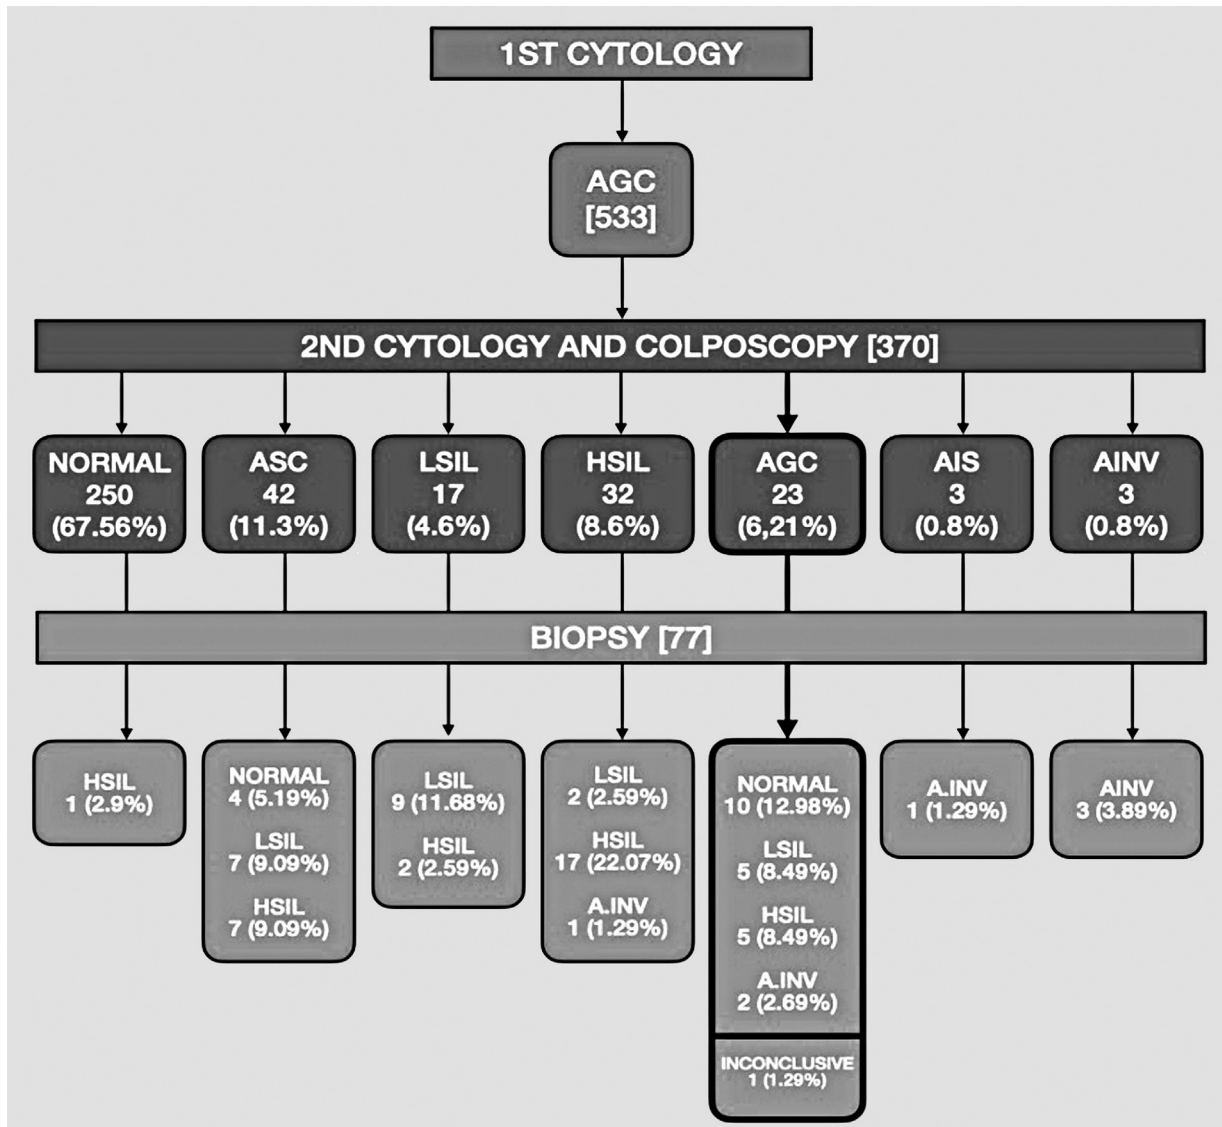 1ST CYTOLOGY
AGC
[533]
2ND CYTOLOGY AND COLPOSCOPY [370]
NORMAL
250
(67.56%)
ASC
42
(11.3%)
LSIL
17
(4.6%)
HSIL
32
(8.6%)
AGC
23
(6,21%)
AIS
3
(0.8%)
AINV
3
(0.8%)
BIOPSY [77]
HSIL
1 (2.9%)
NORMAL
4 (5.19%)
LSIL
7 (9.09%)
HSIL
7 (9.09%)
LSIL
9 (11.68%)
HSIL
2 (2.59%)
LSIL
2 (2.59%)
HSIL
17 (22.07%)
A.INV
1 (1.29%)
NORMAL
10 (12.98%)
LSIL
5 (8.49%)
HSIL
5 (8.49%)
A.INV
2 (2.69%)
INCONCLUSIVE
1 (1.29%)
A.INV
1 (1.29%)
AINV
3 (3.89%)